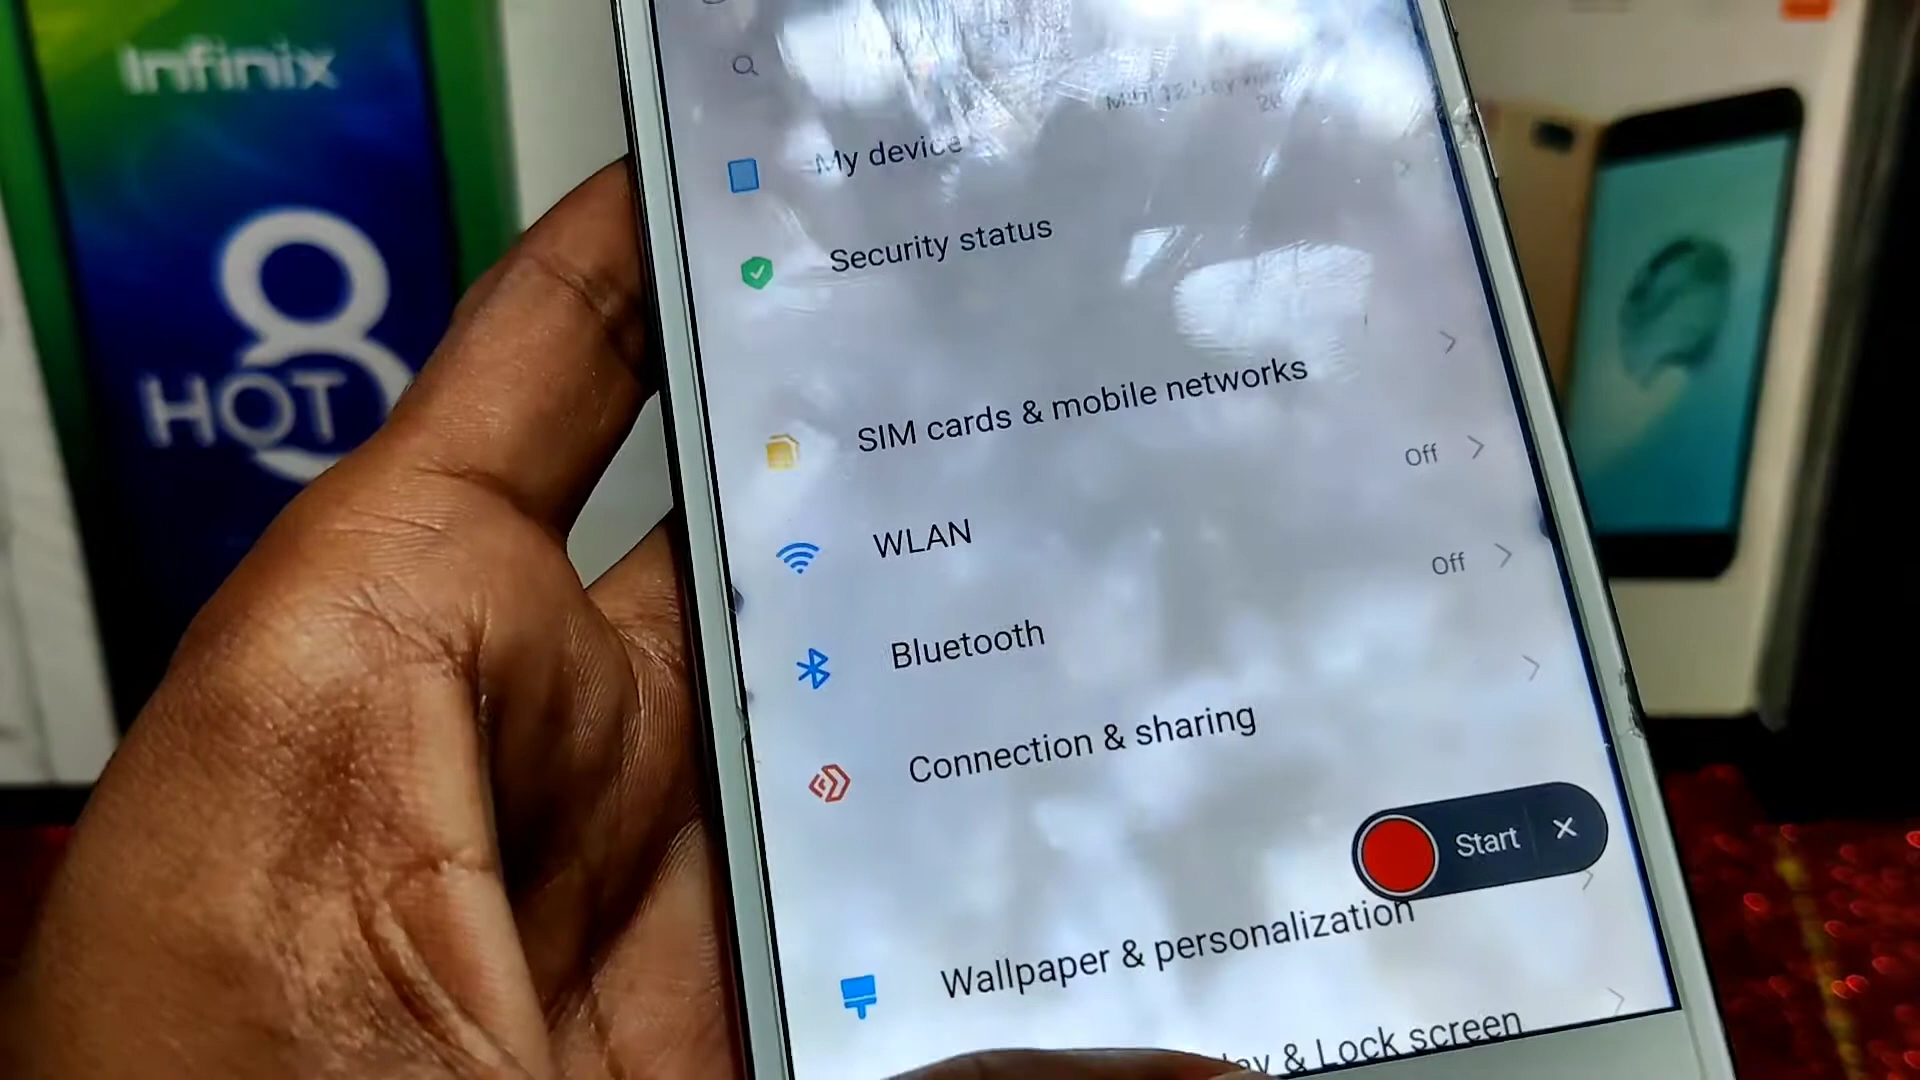 Infinix
HOT 8
My device
Security status
SIM cards & mobile networks
Off
WLAN
Off
Bluetooth
Connection & sharing
Start
Wallpaper & personalization
& Lock screen